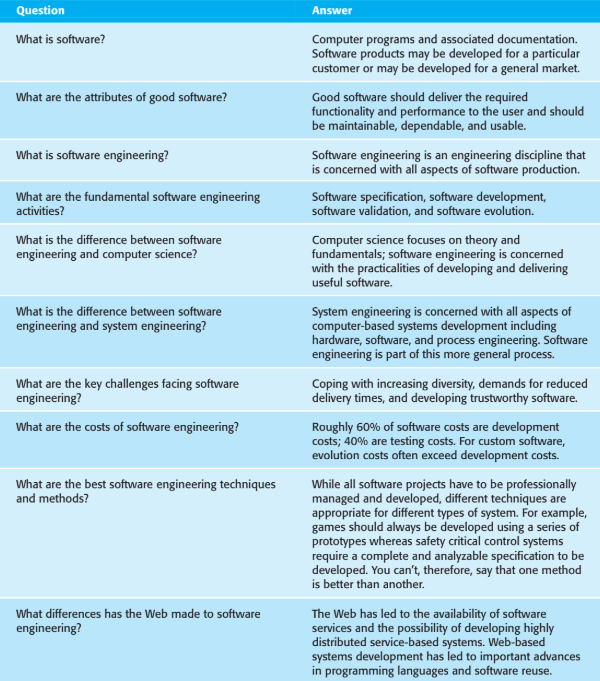 Question Answer
What is software? Computer programs and associated documentation.
Software products may be developed for a particular
customer or may be developed for a general market.
What are the attributes of good software? Good software should deliver the required
functionality and performance to the user and should
be maintainable, dependable, and usable.
What is software engineering? Software engineering is an engineering discipline that
is concerned with all aspects of software production.
What are the fundamental software engineering
activities?
Software specification, software development,
software validation, and software evolution.
What is the difference between software
engineering and computer science?
Computer science focuses on theory and
fundamentals; software engineering is concerned
with the practicalities of developing and delivering
useful software.
What is the difference between software
engineering and system engineering?
System engineering is concerned with all aspects of
computer-based systems development including
hardware, software, and process engineering. Software
engineering is part of this more general process.
What are the key challenges facing software
engineering?
Coping with increasing diversity, demands for reduced
delivery times, and developing trustworthy software.
What are the costs of software engineering? Roughly 60% of software costs are development
costs; 40% are testing costs. For custom software,
evolution costs often exceed development costs.
What are the best software engineering techniques
and methods?
While all software projects have to be professionally
managed and developed, different techniques are
appropriate for different types of system. For example,
games should always be developed using a series of
prototypes whereas safety critical control systems
require a complete and analyzable specification to be
developed. You can't, therefore, say that one method
is better than another.
What differences has the Web made to software
engineering?
The Web has led to the availability of software
services and the possibility of developing highly
distributed service-based systems. Web-based
systems development has led to important advances
in programming languages and software reuse.